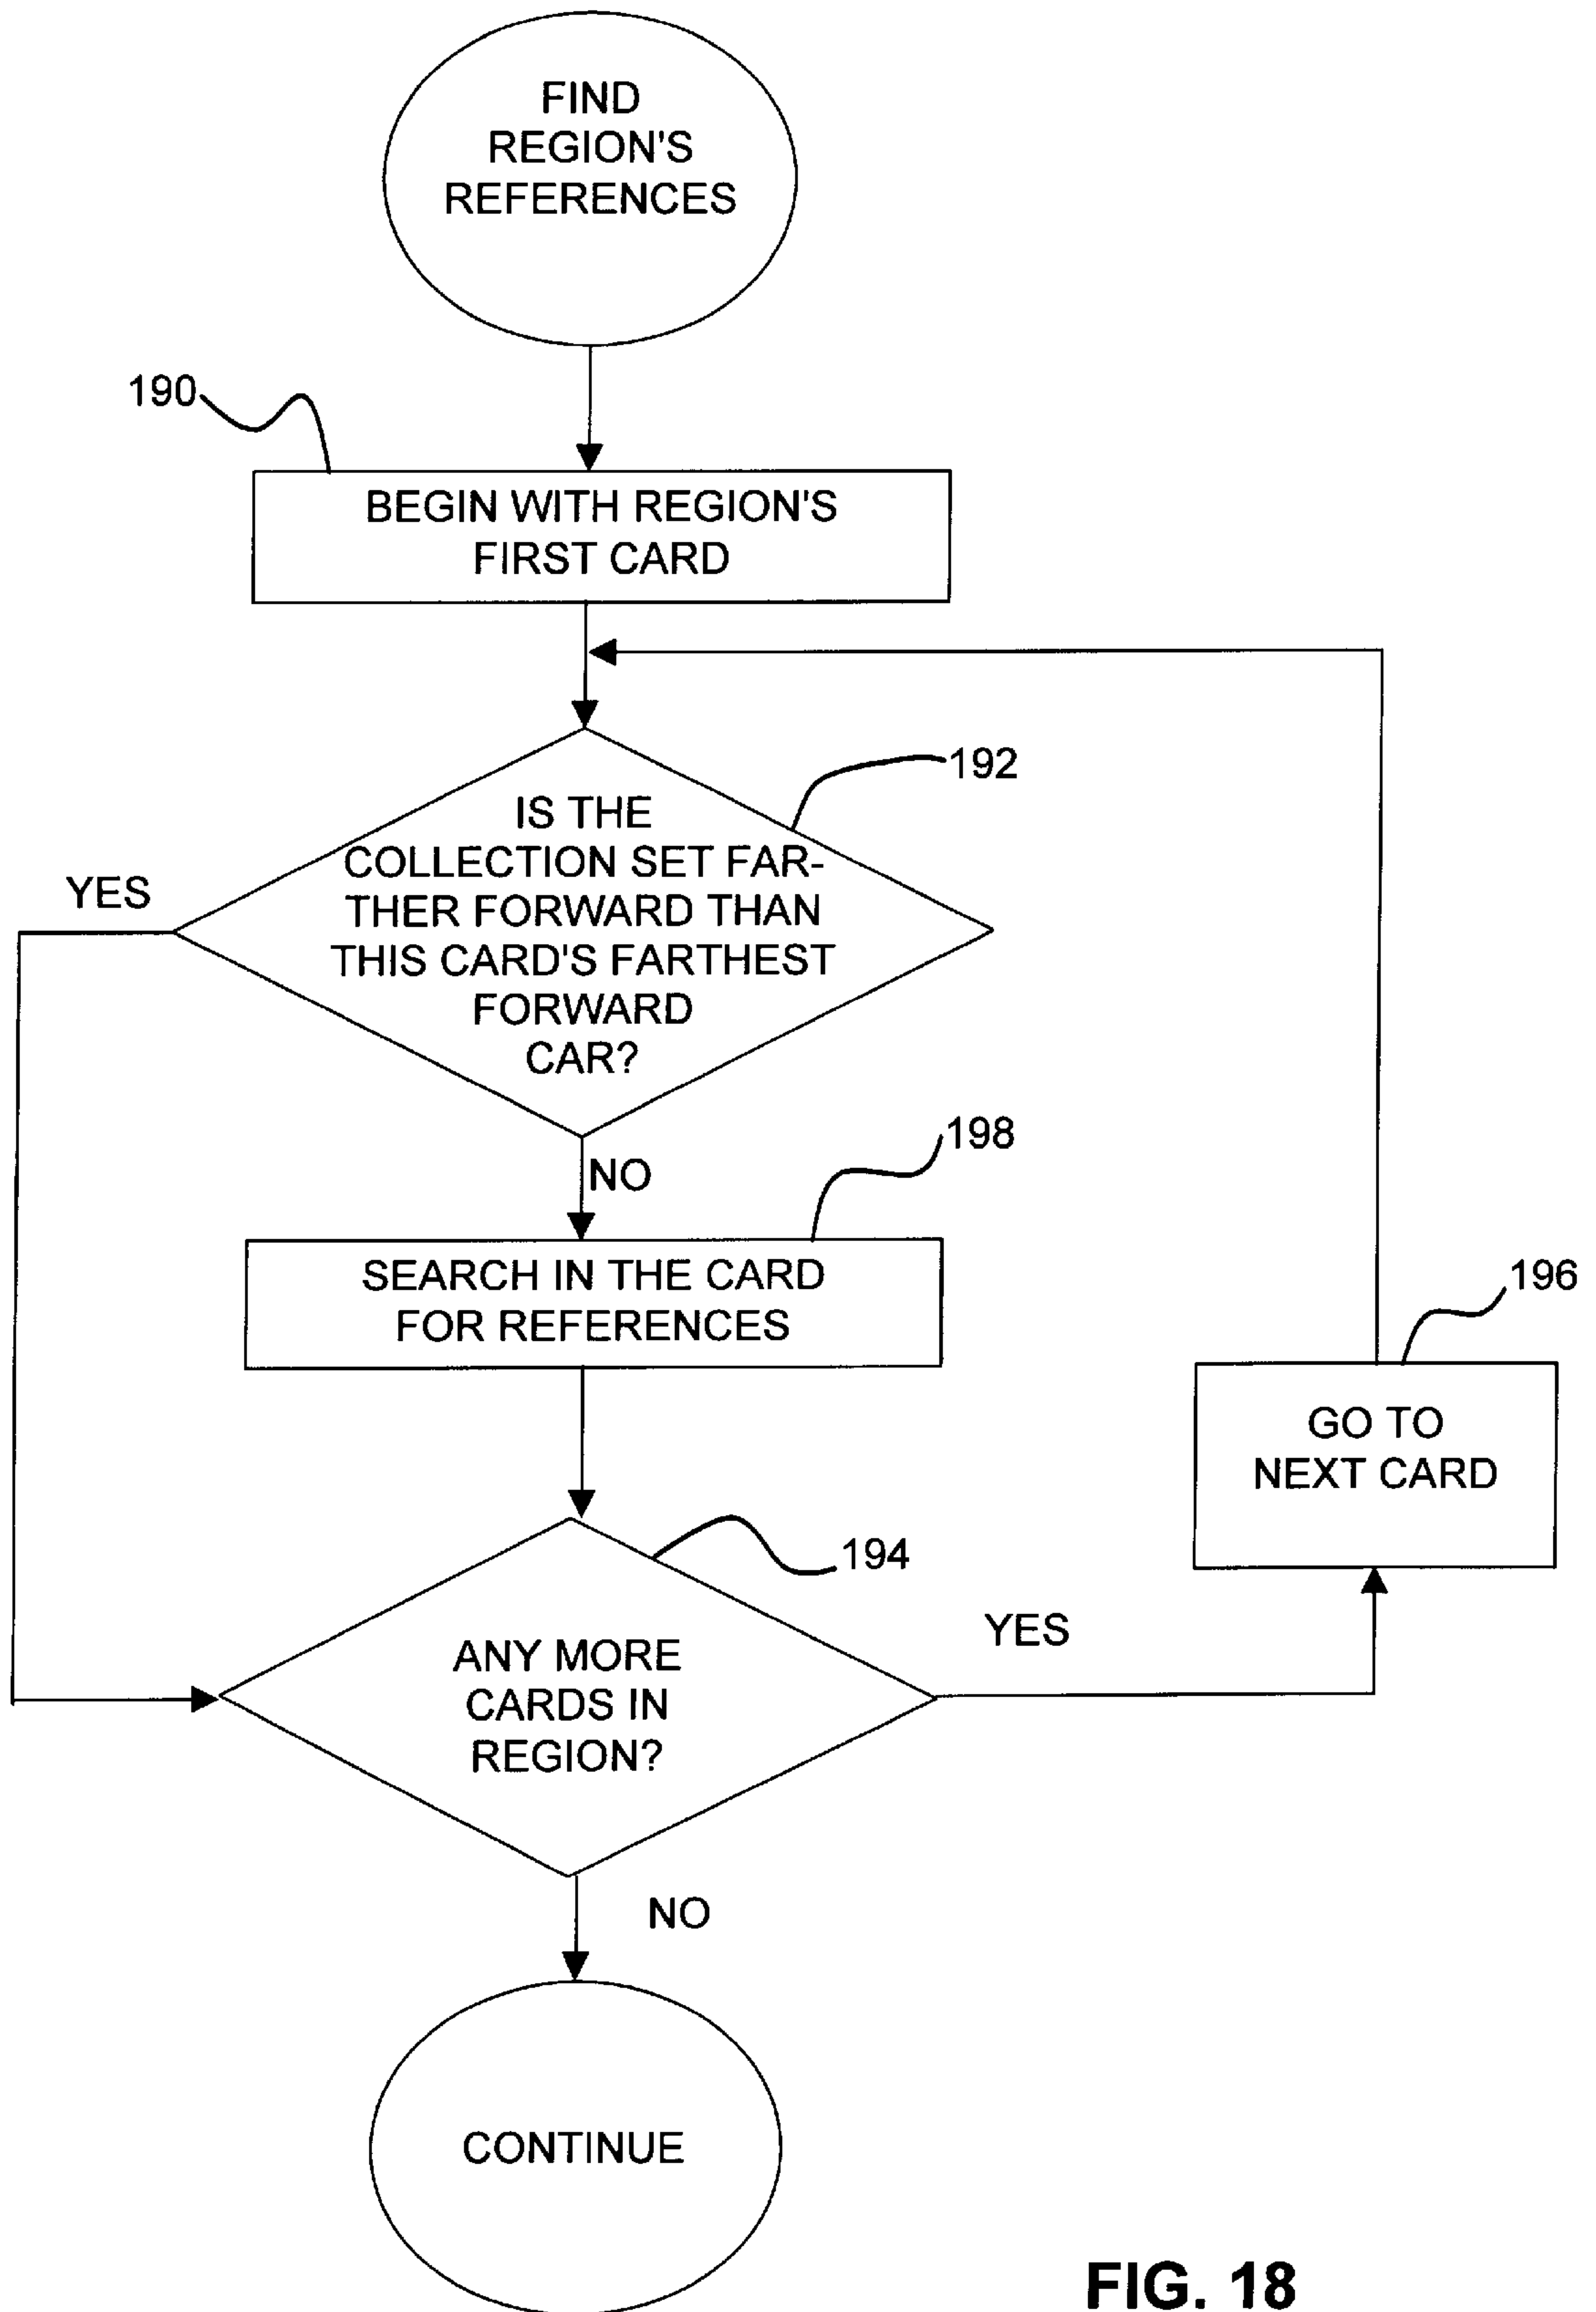 FIND
REGION'S
REFERENCES
190
BEGIN WITH REGION'S
FIRST CARD
192
IS THE
COLLECTION SET FAR-
THER FORWARD THAN
THIS CARD'S FARTHEST
FORWARD
CAR?
YES
NO
198
SEARCH IN THE CARD
FOR REFERENCES
196
GO TO
NEXT CARD
194
ANY MORE
CARDS IN
REGION?
YES
NO
CONTINUE
FIG. 18